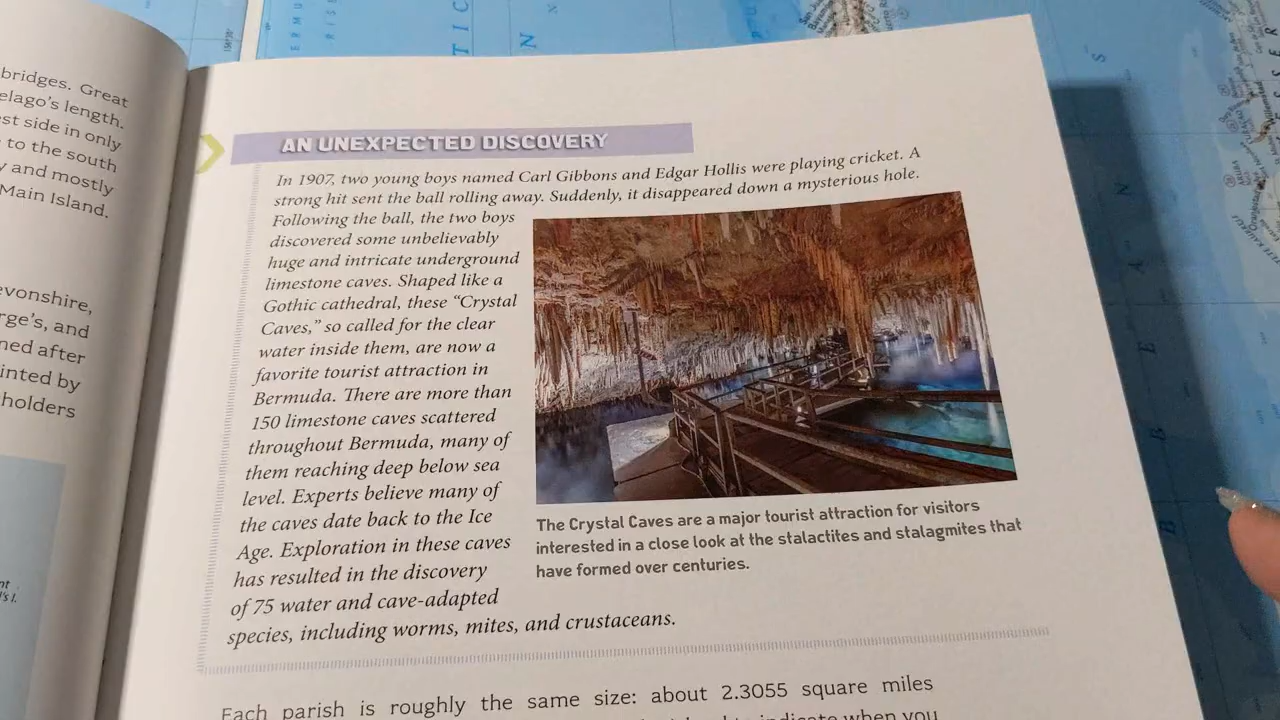 bridges. Great
elago's length.
est side in only
to the south
y and mostly
Main Island.
evonshire,
rge's, and
ned after
inted by
holders
AN UNEXPECTED DISCOVERY
In 1907, two young boys named Carl Gibbons and Edgar Hollis were playing cricket. A
strong hit sent the ball rolling away. Suddenly, it disappeared down a mysterious hole.
Following the ball, the two boys
discovered some unbelievably
huge and intricate underground
limestone caves. Shaped like a
Gothic cathedral, these “Crystal
Caves,” so called for the clear
water inside them, are now a
favorite tourist attraction in
Bermuda. There are more than
150 limestone caves scattered
throughout Bermuda, many of
them reaching deep below sea
level. Experts believe many of
the caves date back to the Ice
Age. Exploration in these caves
has resulted in the discovery
of 75 water and cave-adapted
species, including worms, mites, and crustaceans.
The Crystal Caves are a major tourist attraction for visitors
interested in a close look at the stalactites and stalagmites that
have formed over centuries.
Each parish is roughly the same size: about 2.3055 square miles
to indicate when you